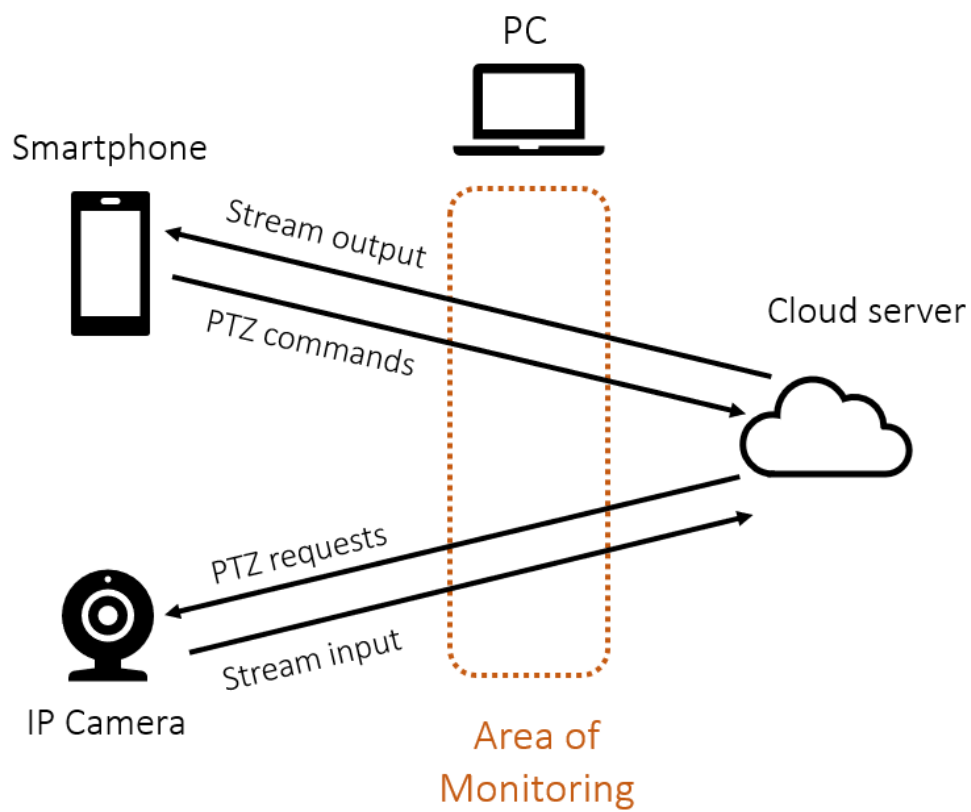 PC
Smartphone
Stream output
PTZ commands
Cloud server
PTZ requests
Stream input
IP Camera
Area of
Monitoring